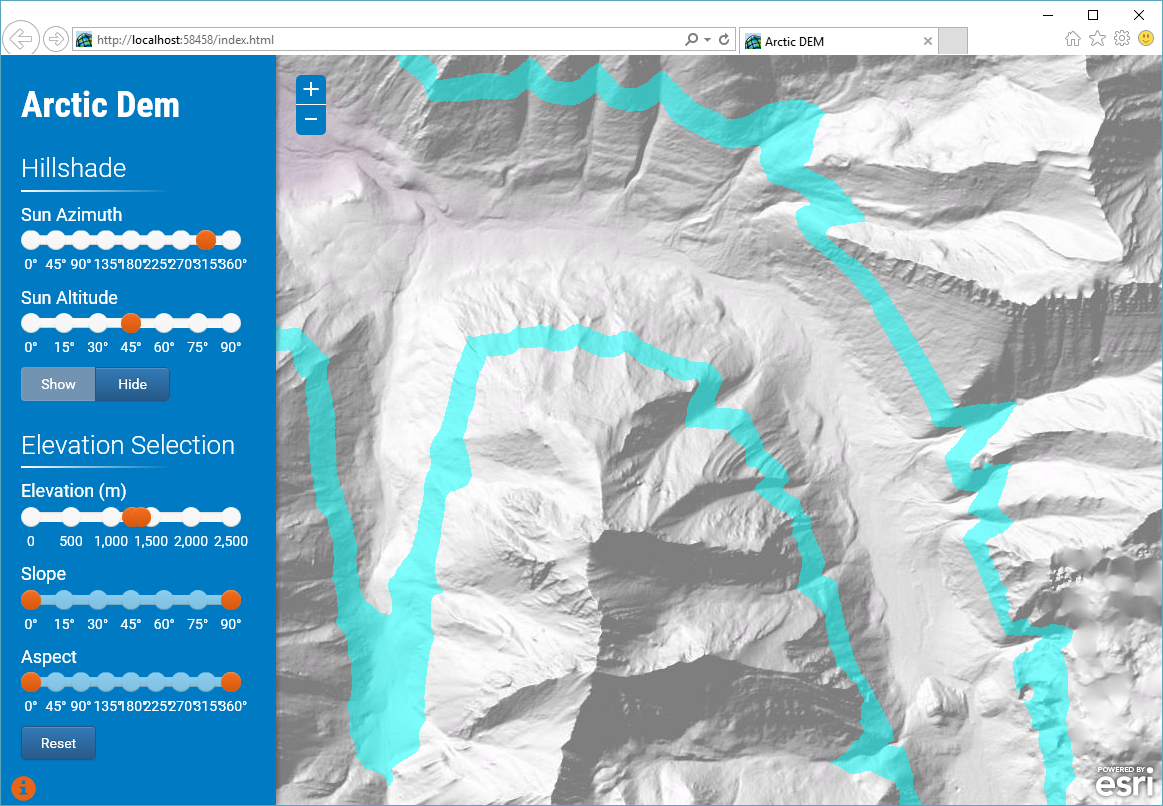 http://localhost:58458/index.html
Arctic DEM
Arctic Dem
+
−
Hillshade
Sun Azimuth
0° 45° 90° 135° 180° 225° 270° 315° 360°
Sun Altitude
0° 15° 30° 45° 60° 75° 90°
Show Hide
Elevation Selection
Elevation (m)
0 500 1,000 1,500 2,000 2,500
Slope
0° 15° 30° 45° 60° 75° 90°
Aspect
0° 45° 90° 135° 180° 225° 270° 315° 360°
Reset
i
POWERED BY
esri